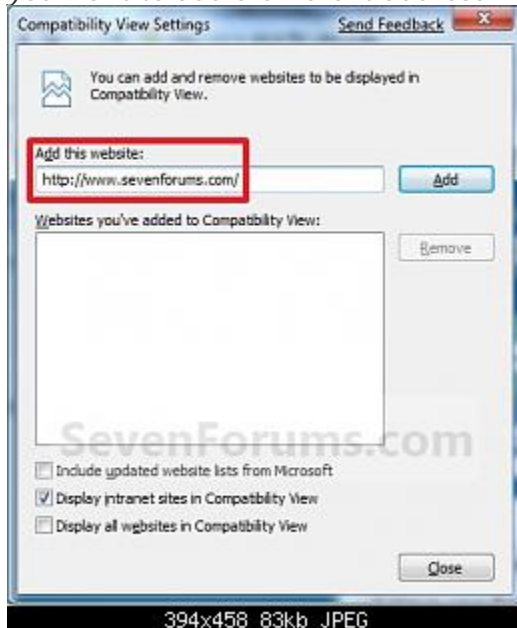 Compatibility View Settings
Send Feedback
You can add and remove websites to be displayed in
Compatibility View.
Add this website:
http://www.sevenforums.com/
Add
Websites you've added to Compatibility View:
Remove
SevenForums.com
Include updated website lists from Microsoft
Display intranet sites in Compatibility View
Display all websites in Compatibility View
Close
394x458 83kb JPEG